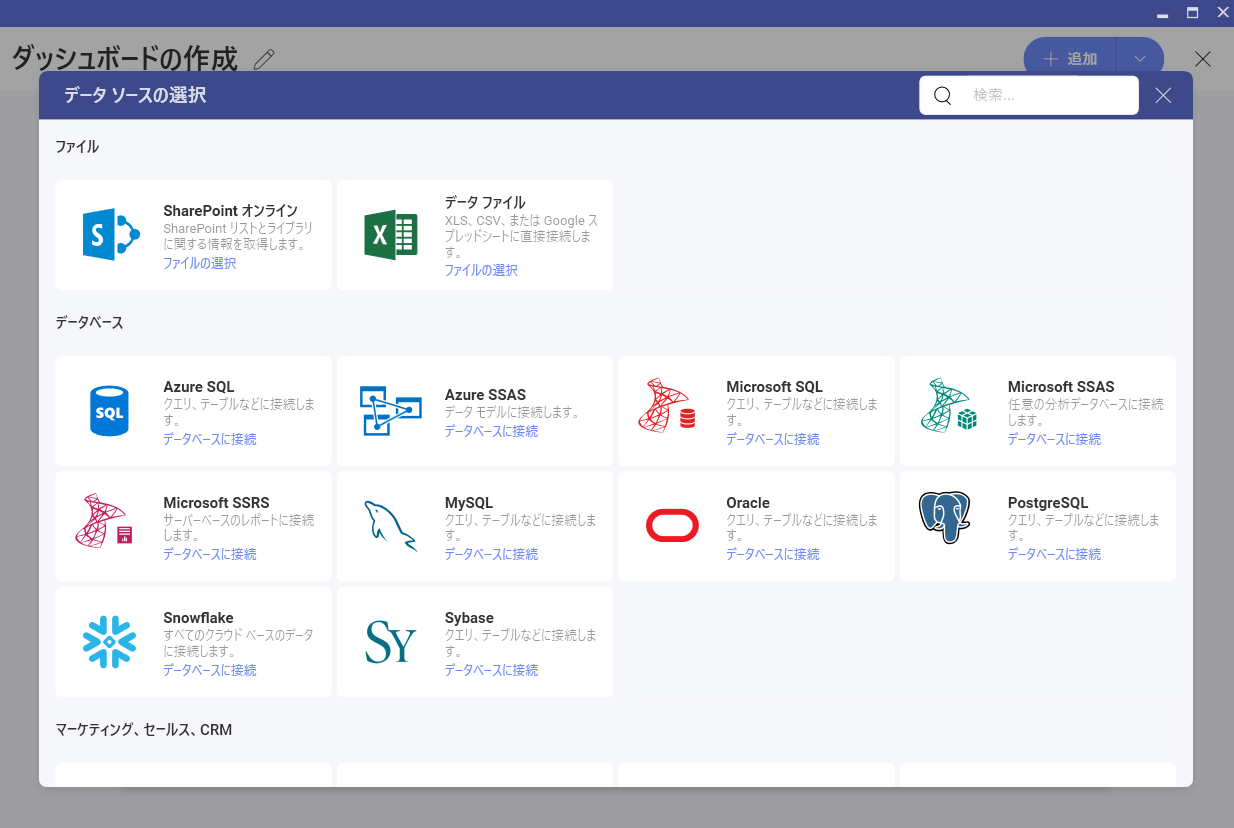 ダッシュボードの作成
追加
データ ソースの選択
検索...
ファイル
SharePoint オンライン
SharePoint リストとライブラリ
に関する情報を取得します。
ファイルの選択
データ ファイル
XLS、CSV、または Google ス
プレッドシートに直接接続しま
す。
ファイルの選択
データベース
SQL
Azure SQL
クエリ、テーブルなどに接続しま
す。
データベースに接続
Azure SSAS
データ モデルに接続します。
データベースに接続
Microsoft SQL
クエリ、テーブルなどに接続しま
す。
データベースに接続
Microsoft SSAS
任意の分析データベースに接続
します。
データベースに接続
Microsoft SSRS
サーバーベースのレポートに接続
します。
データベースに接続
MySQL
クエリ、テーブルなどに接続しま
す。
データベースに接続
Oracle
クエリ、テーブルなどに接続しま
す。
データベースに接続
PostgreSQL
クエリ、テーブルなどに接続しま
す。
データベースに接続
Snowflake
すべてのクラウド ベースのデータ
に接続します。
データベースに接続
SY
Sybase
クエリ、テーブルなどに接続しま
す。
データベースに接続
マーケティング、セールス、CRM